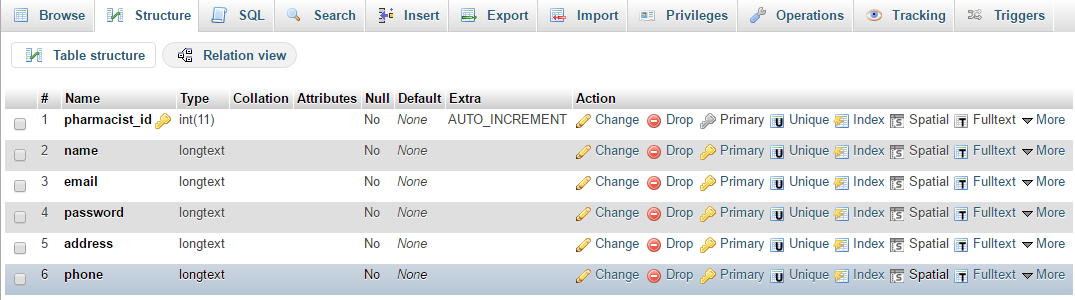 Browse Structure SQL Search Insert Export Import Privileges Operations Tracking Triggers
Table structure Relation view
# Name Type Collation Attributes Null Default Extra Action
1 pharmacist_id int(11) No None AUTO_INCREMENT Change Drop Primary Unique Index Spatial Fulltext More
2 name longtext No None Change Drop Primary Unique Index Spatial Fulltext More
3 email longtext No None Change Drop Primary Unique Index Spatial Fulltext More
4 password longtext No None Change Drop Primary Unique Index Spatial Fulltext More
5 address longtext No None Change Drop Primary Unique Index Spatial Fulltext More
6 phone longtext No None Change Drop Primary Unique Index Spatial Fulltext More